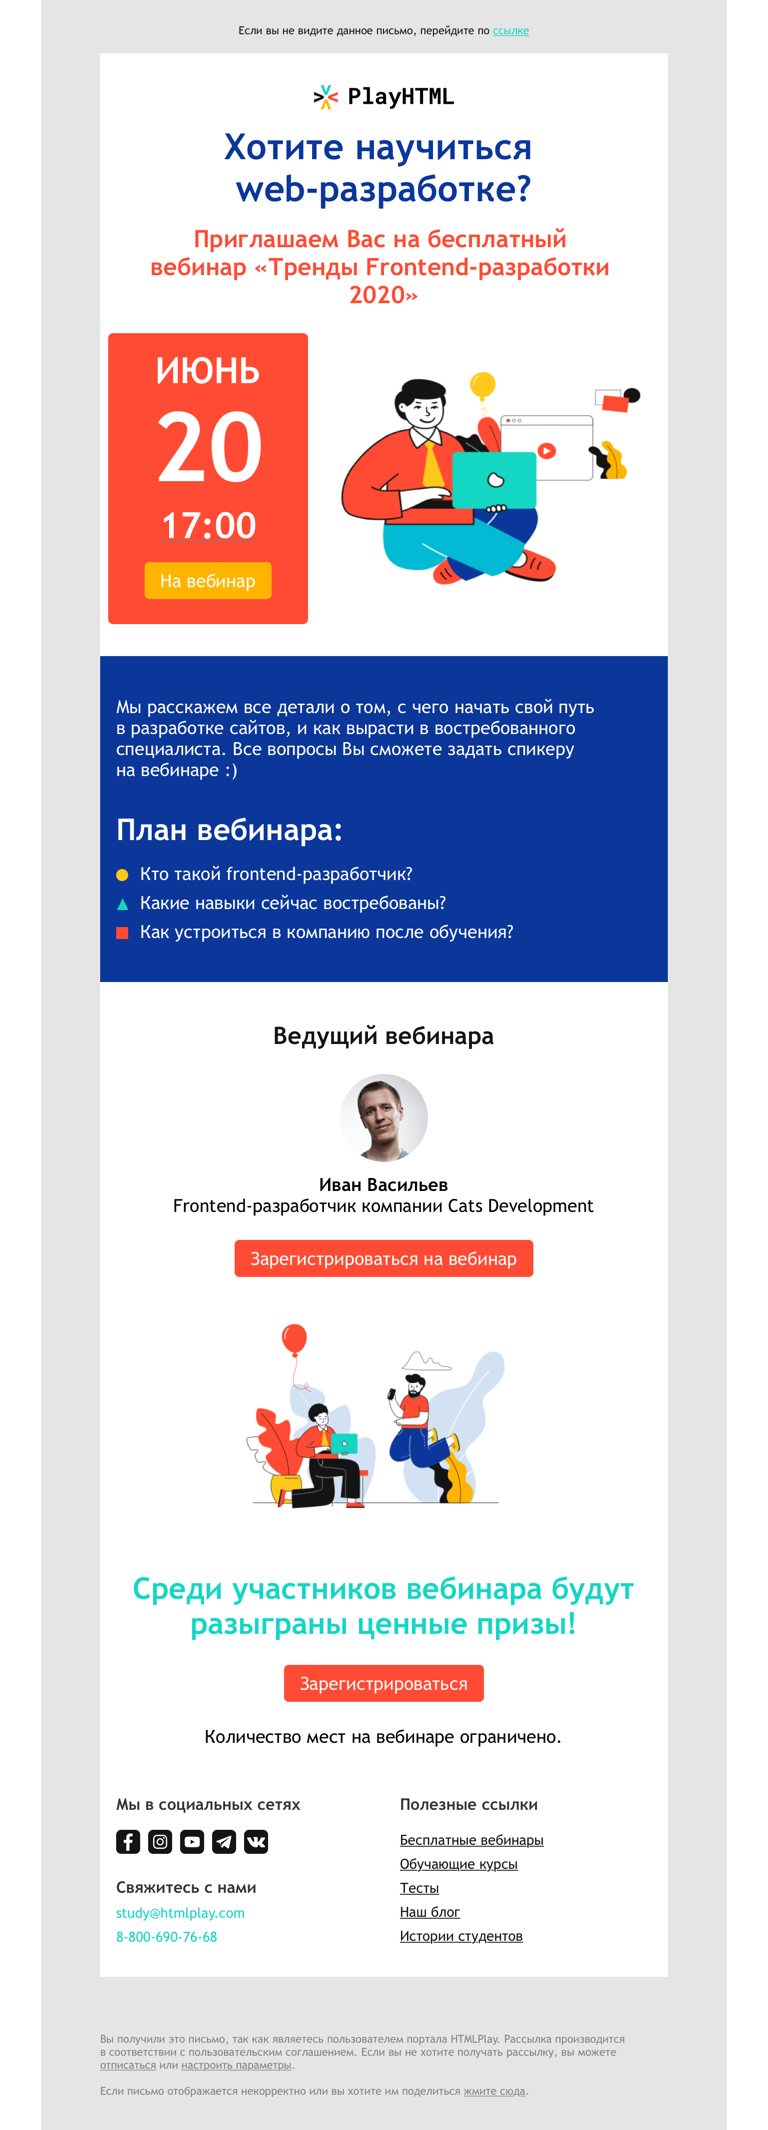 Если вы не видите данное письмо, перейдите по ссылке
PlayHTML
Хотите научиться
web-разработке?
Приглашаем Вас на бесплатный
вебинар «Тренды Frontend-разработки
2020»
ИЮНЬ
20
17:00
На вебинар
Мы расскажем все детали о том, с чего начать свой путь
в разработке сайтов, и как вырасти в востребованного
специалиста. Все вопросы Вы сможете задать спикеру
на вебинаре :)
План вебинара:
Кто такой frontend-разработчик?
Какие навыки сейчас востребованы?
Как устроиться в компанию после обучения?
Ведущий вебинара
Иван Васильев
Frontend-разработчик компании Cats Development
Зарегистрироваться на вебинар
Среди участников вебинара будут
разыграны ценные призы!
Зарегистрироваться
Количество мест на вебинаре ограничено.
Мы в социальных сетях
Свяжитесь с нами
study@htmlplay.com
8-800-690-76-68
Полезные ссылки
Бесплатные вебинары
Обучающие курсы
Тесты
Наш блог
Истории студентов
Вы получили это письмо, так как являетесь пользователем портала HTMLPlay. Рассылка производится
в соответствии с пользовательским соглашением. Если вы не хотите получать рассылку, вы можете
отписаться или настроить параметры.
Если письмо отображается некорректно или вы хотите им поделиться жмите сюда.